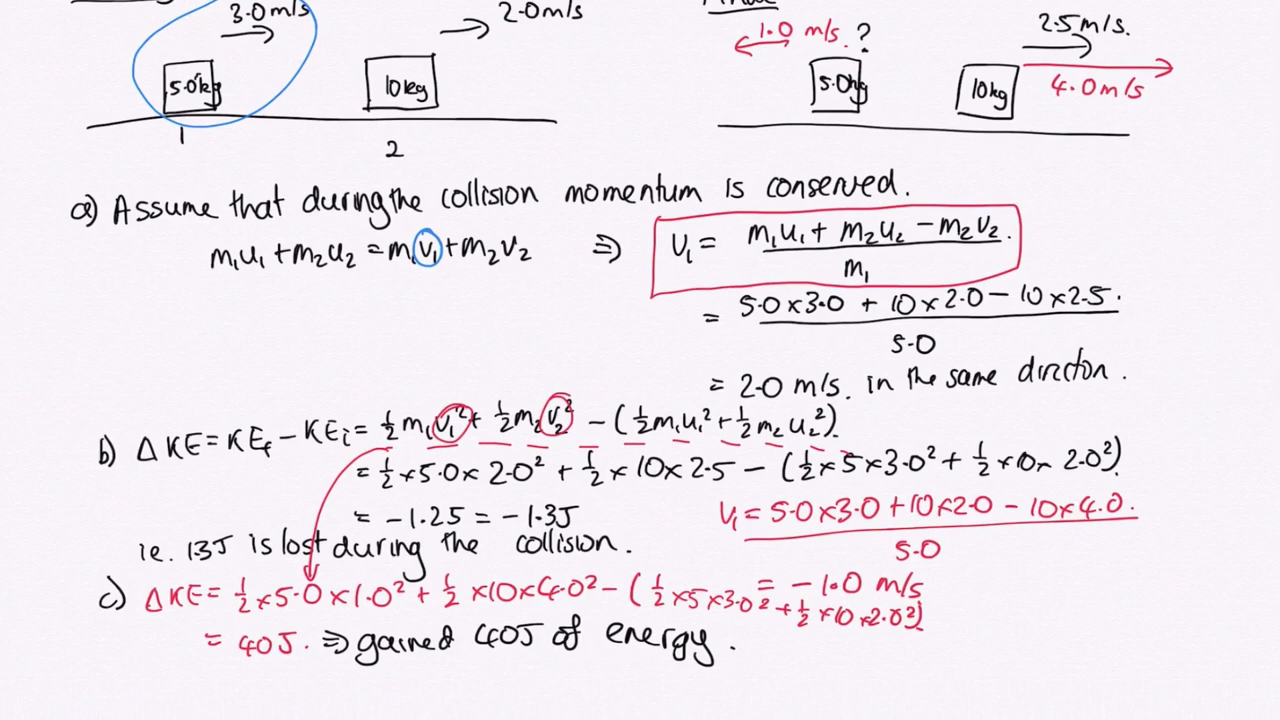 3.0 m/s
2.0 m/s
1.0 m/s. ?
2.5 m/s.
4.0 m/s
5.0kg
10kg
5.0kg
10kg
1
2
a) Assume that during the collision momentum is conserved.
m₁u₁ + m₂u₂ = m₁v₁ + m₂v₂ ⇒ v₁ = m₁u₁ + m₂u₂ - m₂v₂.
m₁
= 5.0 × 3.0 + 10 × 2.0 - 10 × 2.5.
5.0
= 2.0 m/s. in the same direction.
b) ΔKE = KEf - KEi = ½m₁v₁² + ½m₂v₂² - (½m₁u₁² + ½m₂u₂²).
= ½ × 5.0 × 2.0² + ½ × 10 × 2.5 - (½ × 5 × 3.0² + ½ × 10 × 2.0²).
= -1.25 = -1.3J
v₁ = 5.0 × 3.0 + 10 × 2.0 - 10 × 4.0.
5.0
ie. 13J is lost during the collision.
= -1.0 m/s
c) ΔKE = ½ × 5.0 × 1.0² + ½ × 10 × 4.0² - (½ × 5 × 3.0² + ½ × 10 × 2.0²)
= 40J. ⇒ gained 40J of energy.